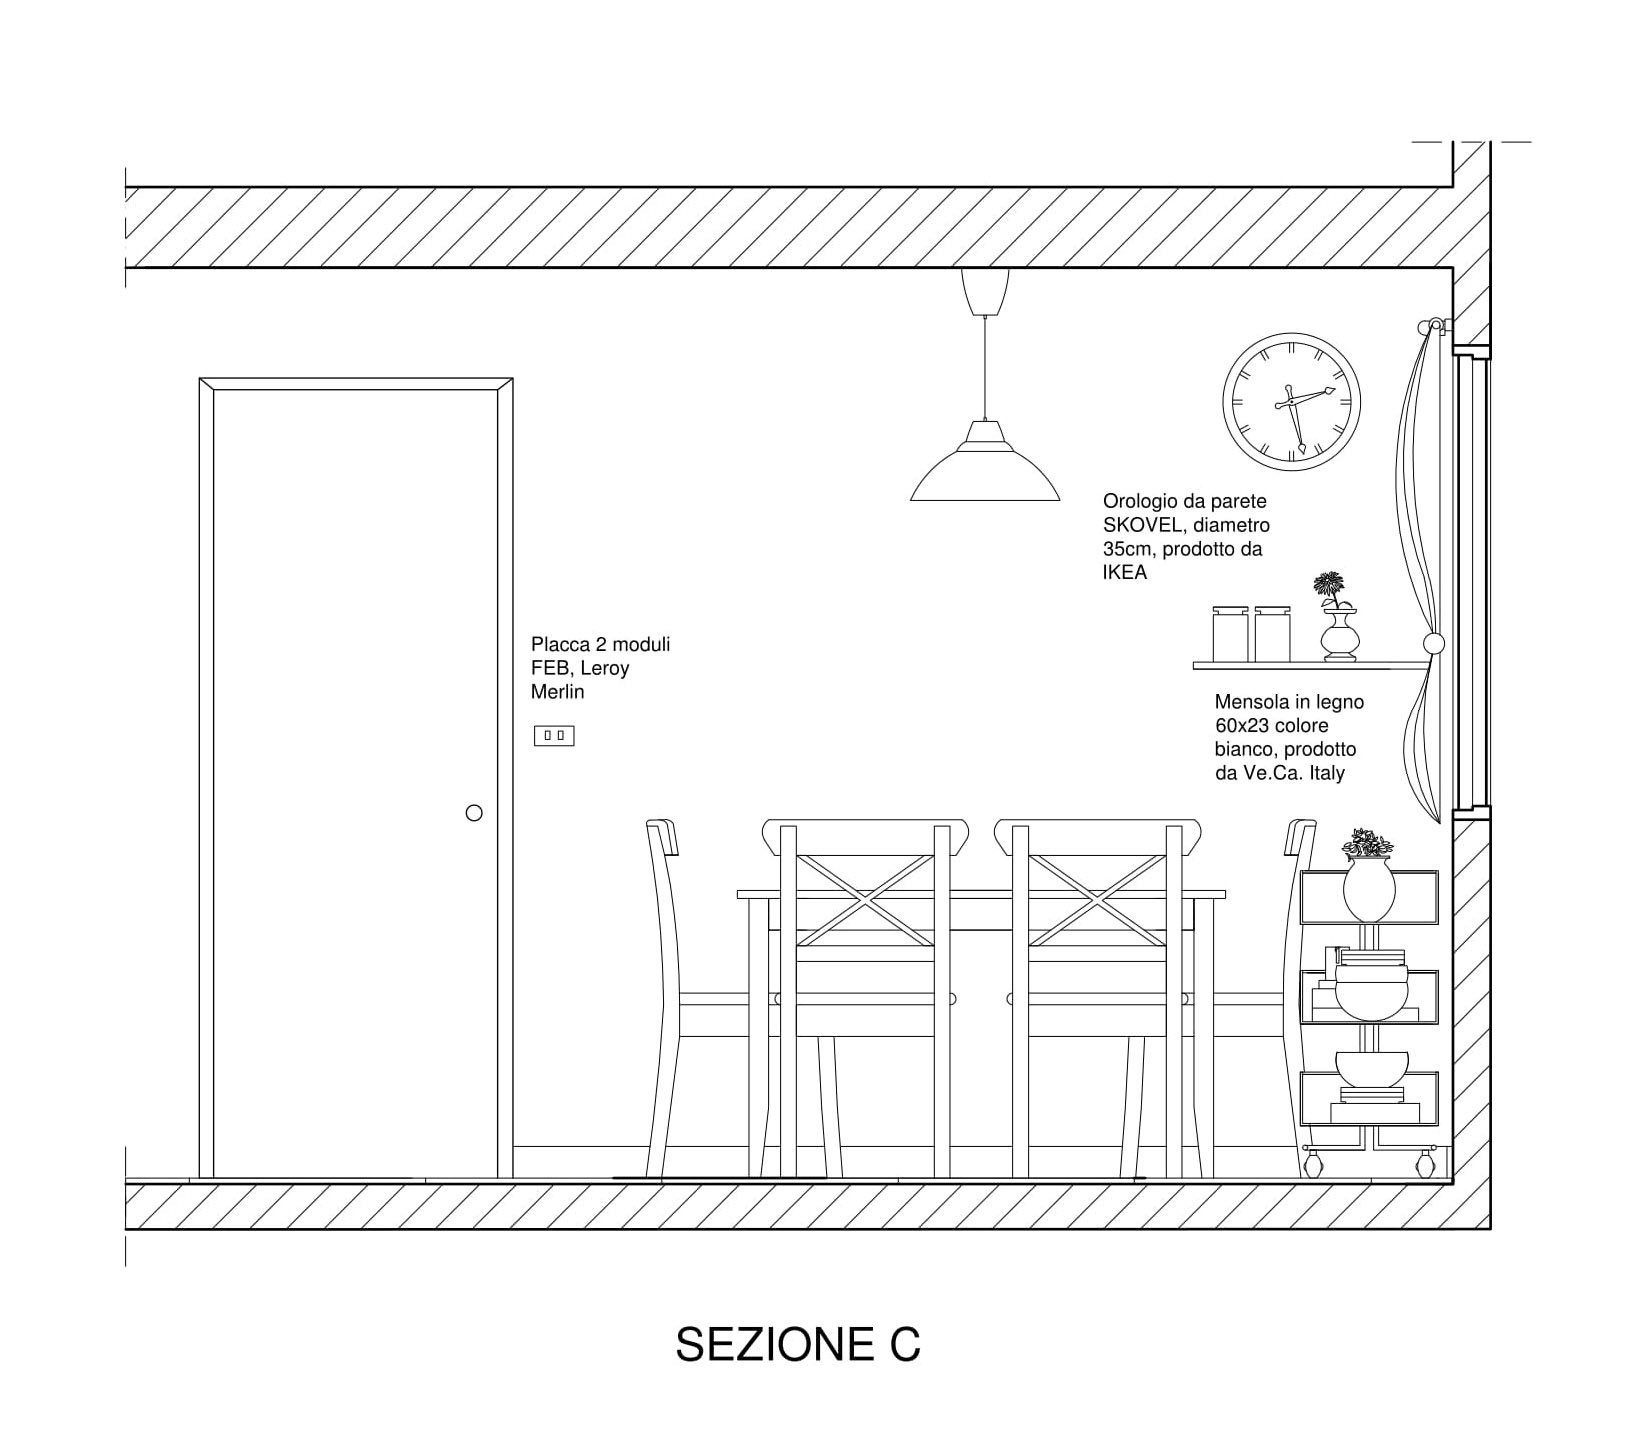 Orologio da parete
SKOVEL, diametro
35cm, prodotto da
IKEA
Placca 2 moduli
FEB, Leroy
Merlin
Mensola in legno
60x23 colore
bianco, prodotto
da Ve.Ca. Italy
SEZIONE C